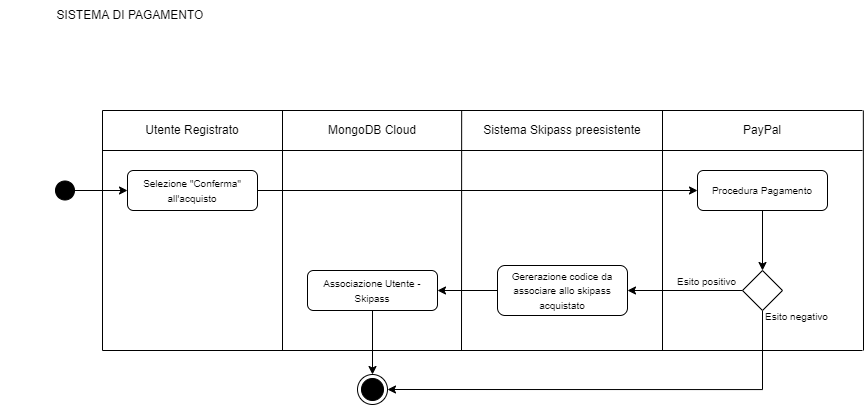 SISTEMA DI PAGAMENTO
Utente Registrato
MongoDB Cloud
Sistema Skipass preesistente
PayPal
Selezione "Conferma"
all'acquisto
Procedura Pagamento
Associazione Utente -
Skipass
Gererazione codice da
associare allo skipass
acquistato
Esito positivo
Esito negativo